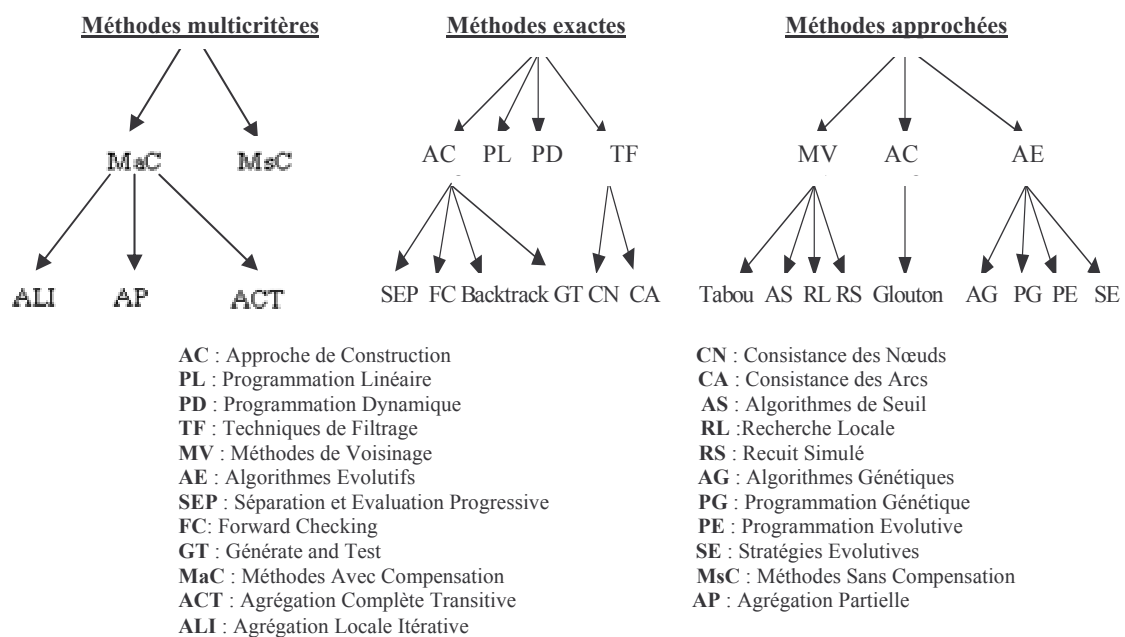 Méthodes multicritères
Méthodes exactes
Méthodes approchées
MaC MsC
AC PL PD TF
MV AC AE
ALI AP ACT
SEP FC Backtrack GT CN CA
Tabou AS RL RS Glouton AG PG PE SE
AC : Approche de Construction
PL : Programmation Linéaire
PD : Programmation Dynamique
TF : Techniques de Filtrage
MV : Méthodes de Voisinage
AE : Algorithmes Evolutifs
SEP : Séparation et Evaluation Progressive
FC: Forward Checking
GT : Générate and Test
MaC : Méthodes Avec Compensation
ACT : Agrégation Complète Transitive
ALI : Agrégation Locale Itérative
CN : Consistance des Nœuds
CA : Consistance des Arcs
AS : Algorithmes de Seuil
RL :Recherche Locale
RS : Recuit Simulé
AG : Algorithmes Génétiques
PG : Programmation Génétique
PE : Programmation Evolutive
SE : Stratégies Evolutives
MsC : Méthodes Sans Compensation
AP : Agrégation Partielle